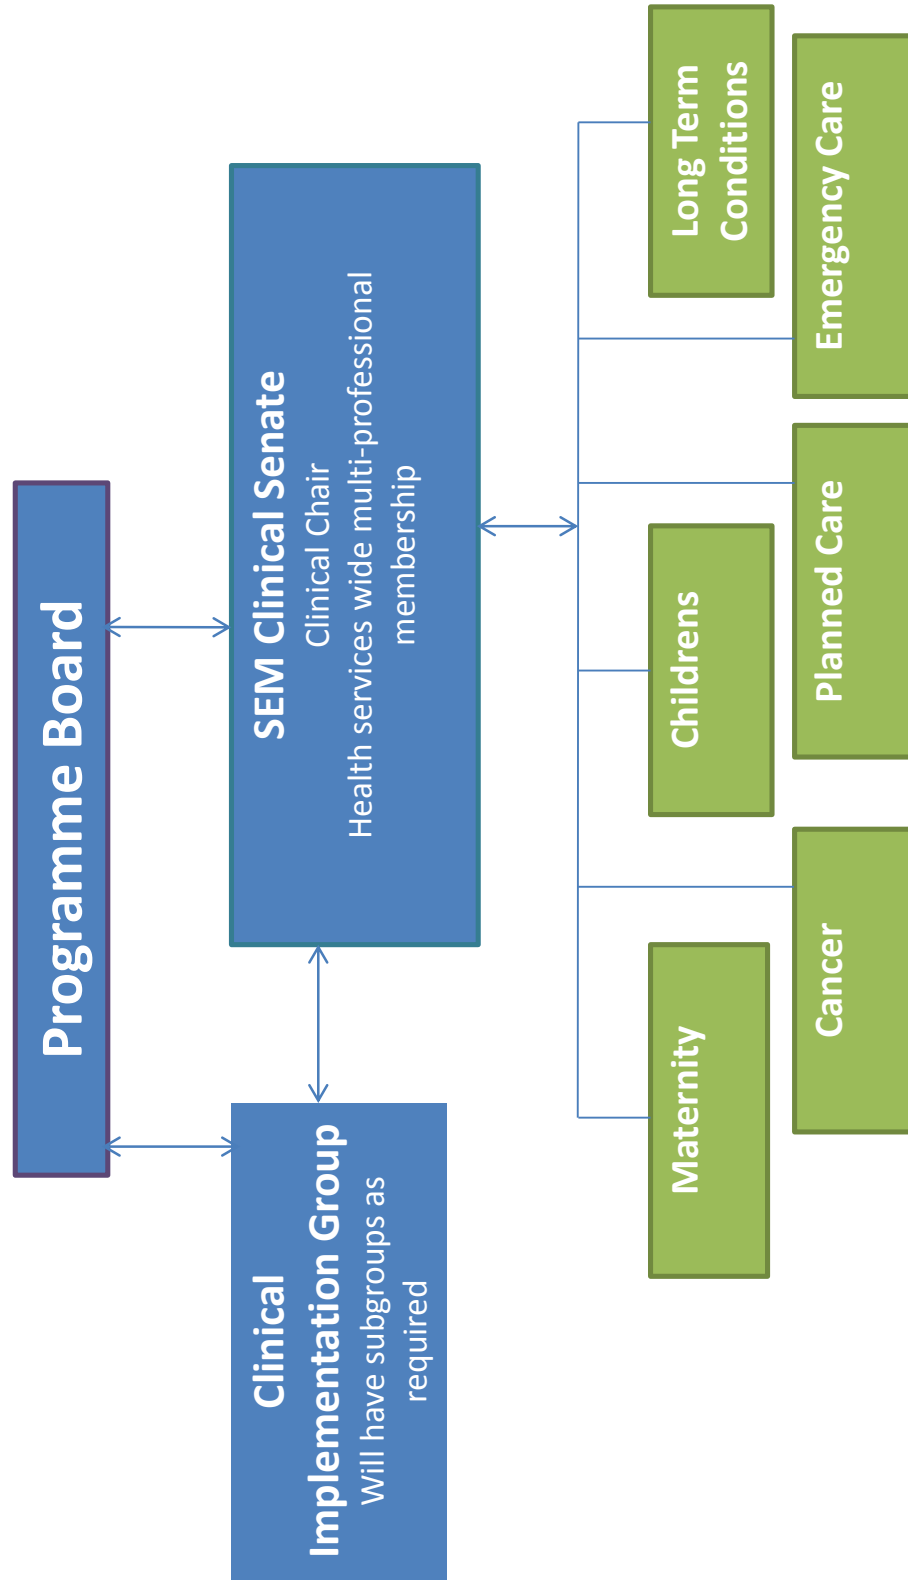 Programme Board
Clinical
Implementation Group
Will have subgroups as
required
SEM Clinical Senate
Clinical Chair
Health services wide multi-professional
membership
Maternity
Childrens
Long Term
Conditions
Cancer
Planned Care
Emergency Care